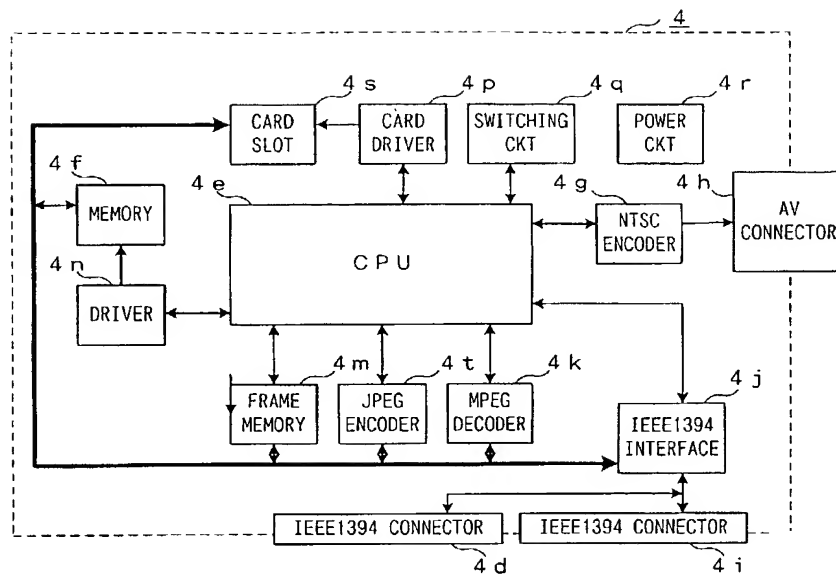 4
4s
4p
4q
4r
CARD
SLOT
CARD
DRIVER
SWITCHING
CKT
POWER
CKT
4f
4e
4g
4h
MEMORY
NTSC
ENCODER
AV
CONNECTOR
CPU
4n
DRIVER
4m
4t
4k
4j
FRAME
MEMORY
JPEG
ENCODER
MPEG
DECODER
IEEE1394
INTERFACE
IEEE1394 CONNECTOR
IEEE1394 CONNECTOR
4d
4i